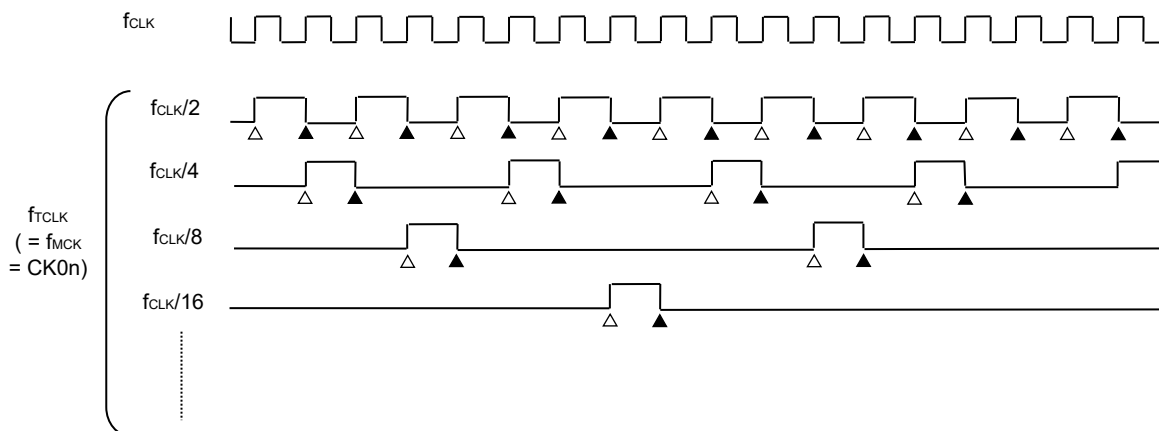 fCLK
fCLK/2
fCLK/4
fTCLK
( = fMCK
= CK0n)
fCLK/8
fCLK/16